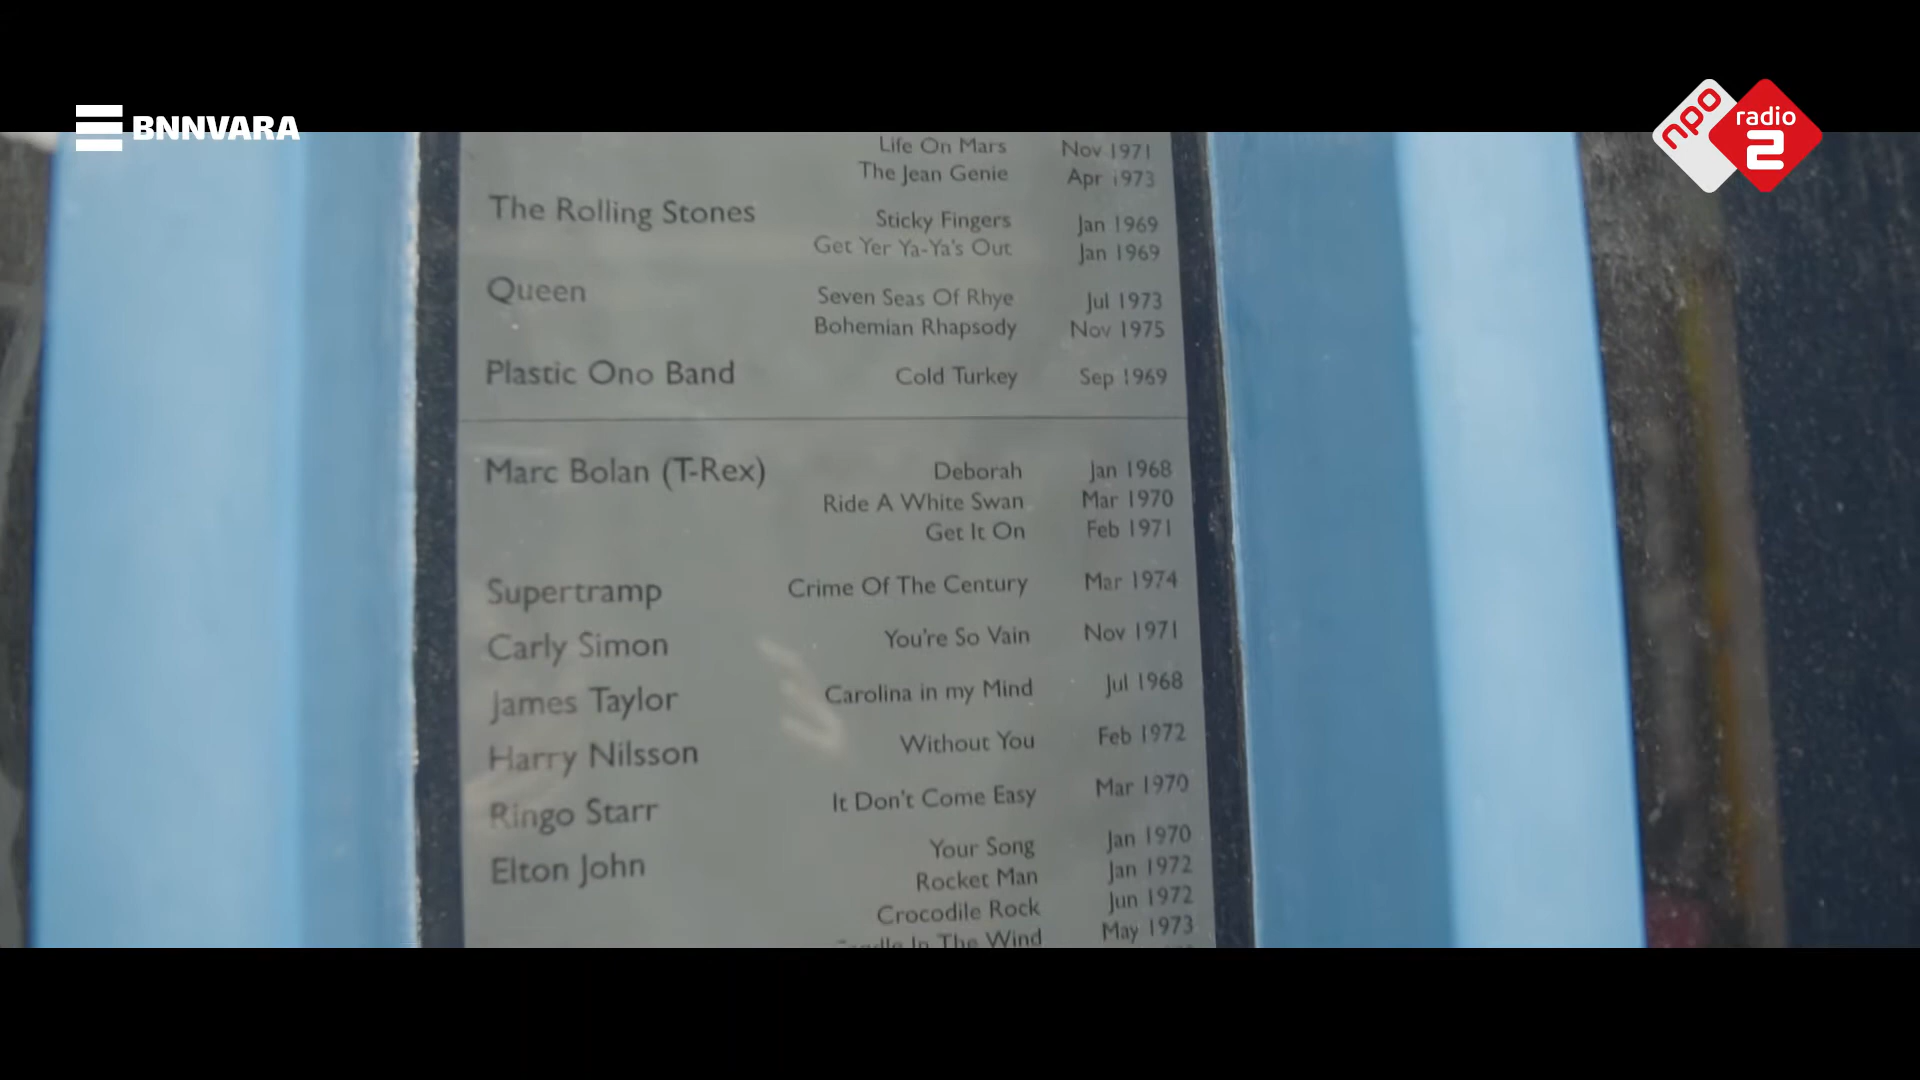 BNNVARA
npo radio 2
Life On Mars Nov 1971
The Jean Genie Apr 1973
The Rolling Stones Sticky Fingers Jan 1969
Get Yer Ya-Ya's Out Jan 1969
Queen Seven Seas Of Rhye Jul 1973
Bohemian Rhapsody Nov 1975
Plastic Ono Band Cold Turkey Sep 1969
Marc Bolan (T-Rex) Deborah Jan 1968
Ride A White Swan Mar 1970
Get It On Feb 1971
Supertramp Crime Of The Century Mar 1974
Carly Simon You're So Vain Nov 1971
James Taylor Carolina in my Mind Jul 1968
Harry Nilsson Without You Feb 1972
Ringo Starr It Don't Come Easy Mar 1970
Elton John Your Song Jan 1970
Rocket Man Jan 1972
Crocodile Rock Jun 1972
In The Wind May 1973